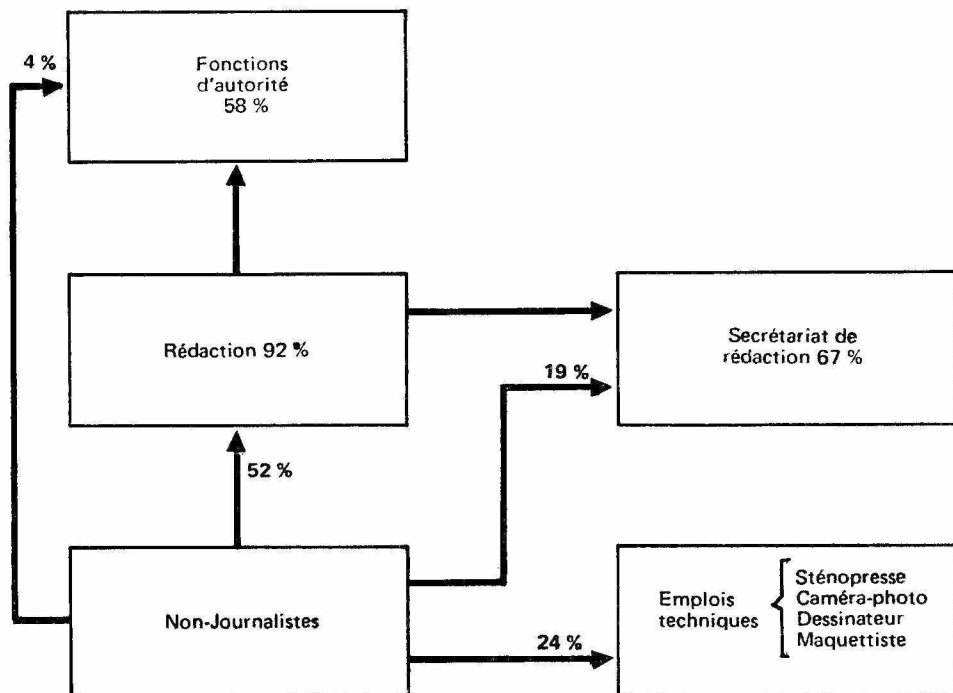 4 %
Fonctions
d'autorité
58 %
Rédaction 92 %
Secrétariat de
rédaction 67 %
19 %
52 %
Non-Journalistes
24 %
Emplois
techniques
Sténopresse
Caméra-photo
Dessinateur
Maquettiste